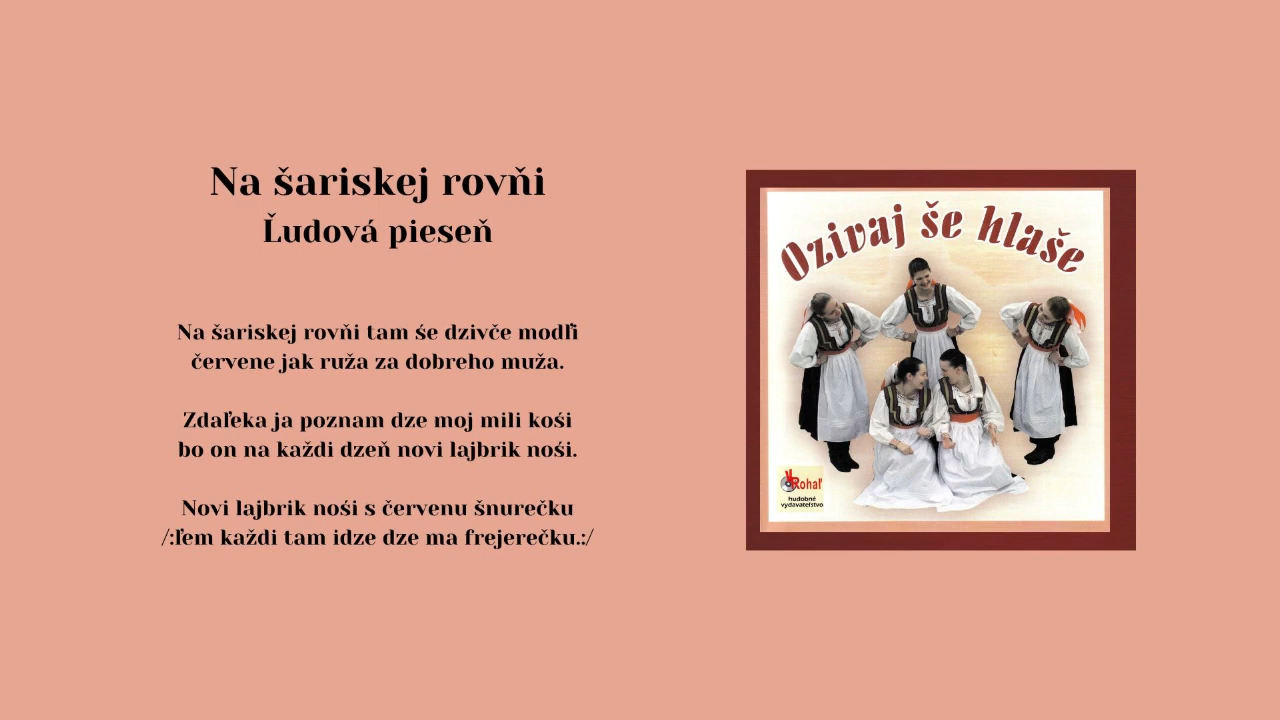 Na šariskej rovňi
Ľudová pieseň
Na šariskej rovňi tam śe dzivče modľi
červene jak ruža za dobreho muža.
Zdaľeka ja poznam dze moj mili kośi
bo on na každi dzeň novi lajbrik nośi.
Novi lajbrik nośi s červenu šnurečku
/:ľem každi tam idze dze ma frejerečku.:/
Ozivaj še hlaše
V Rohaľ
hudobné
vydavateľstvo